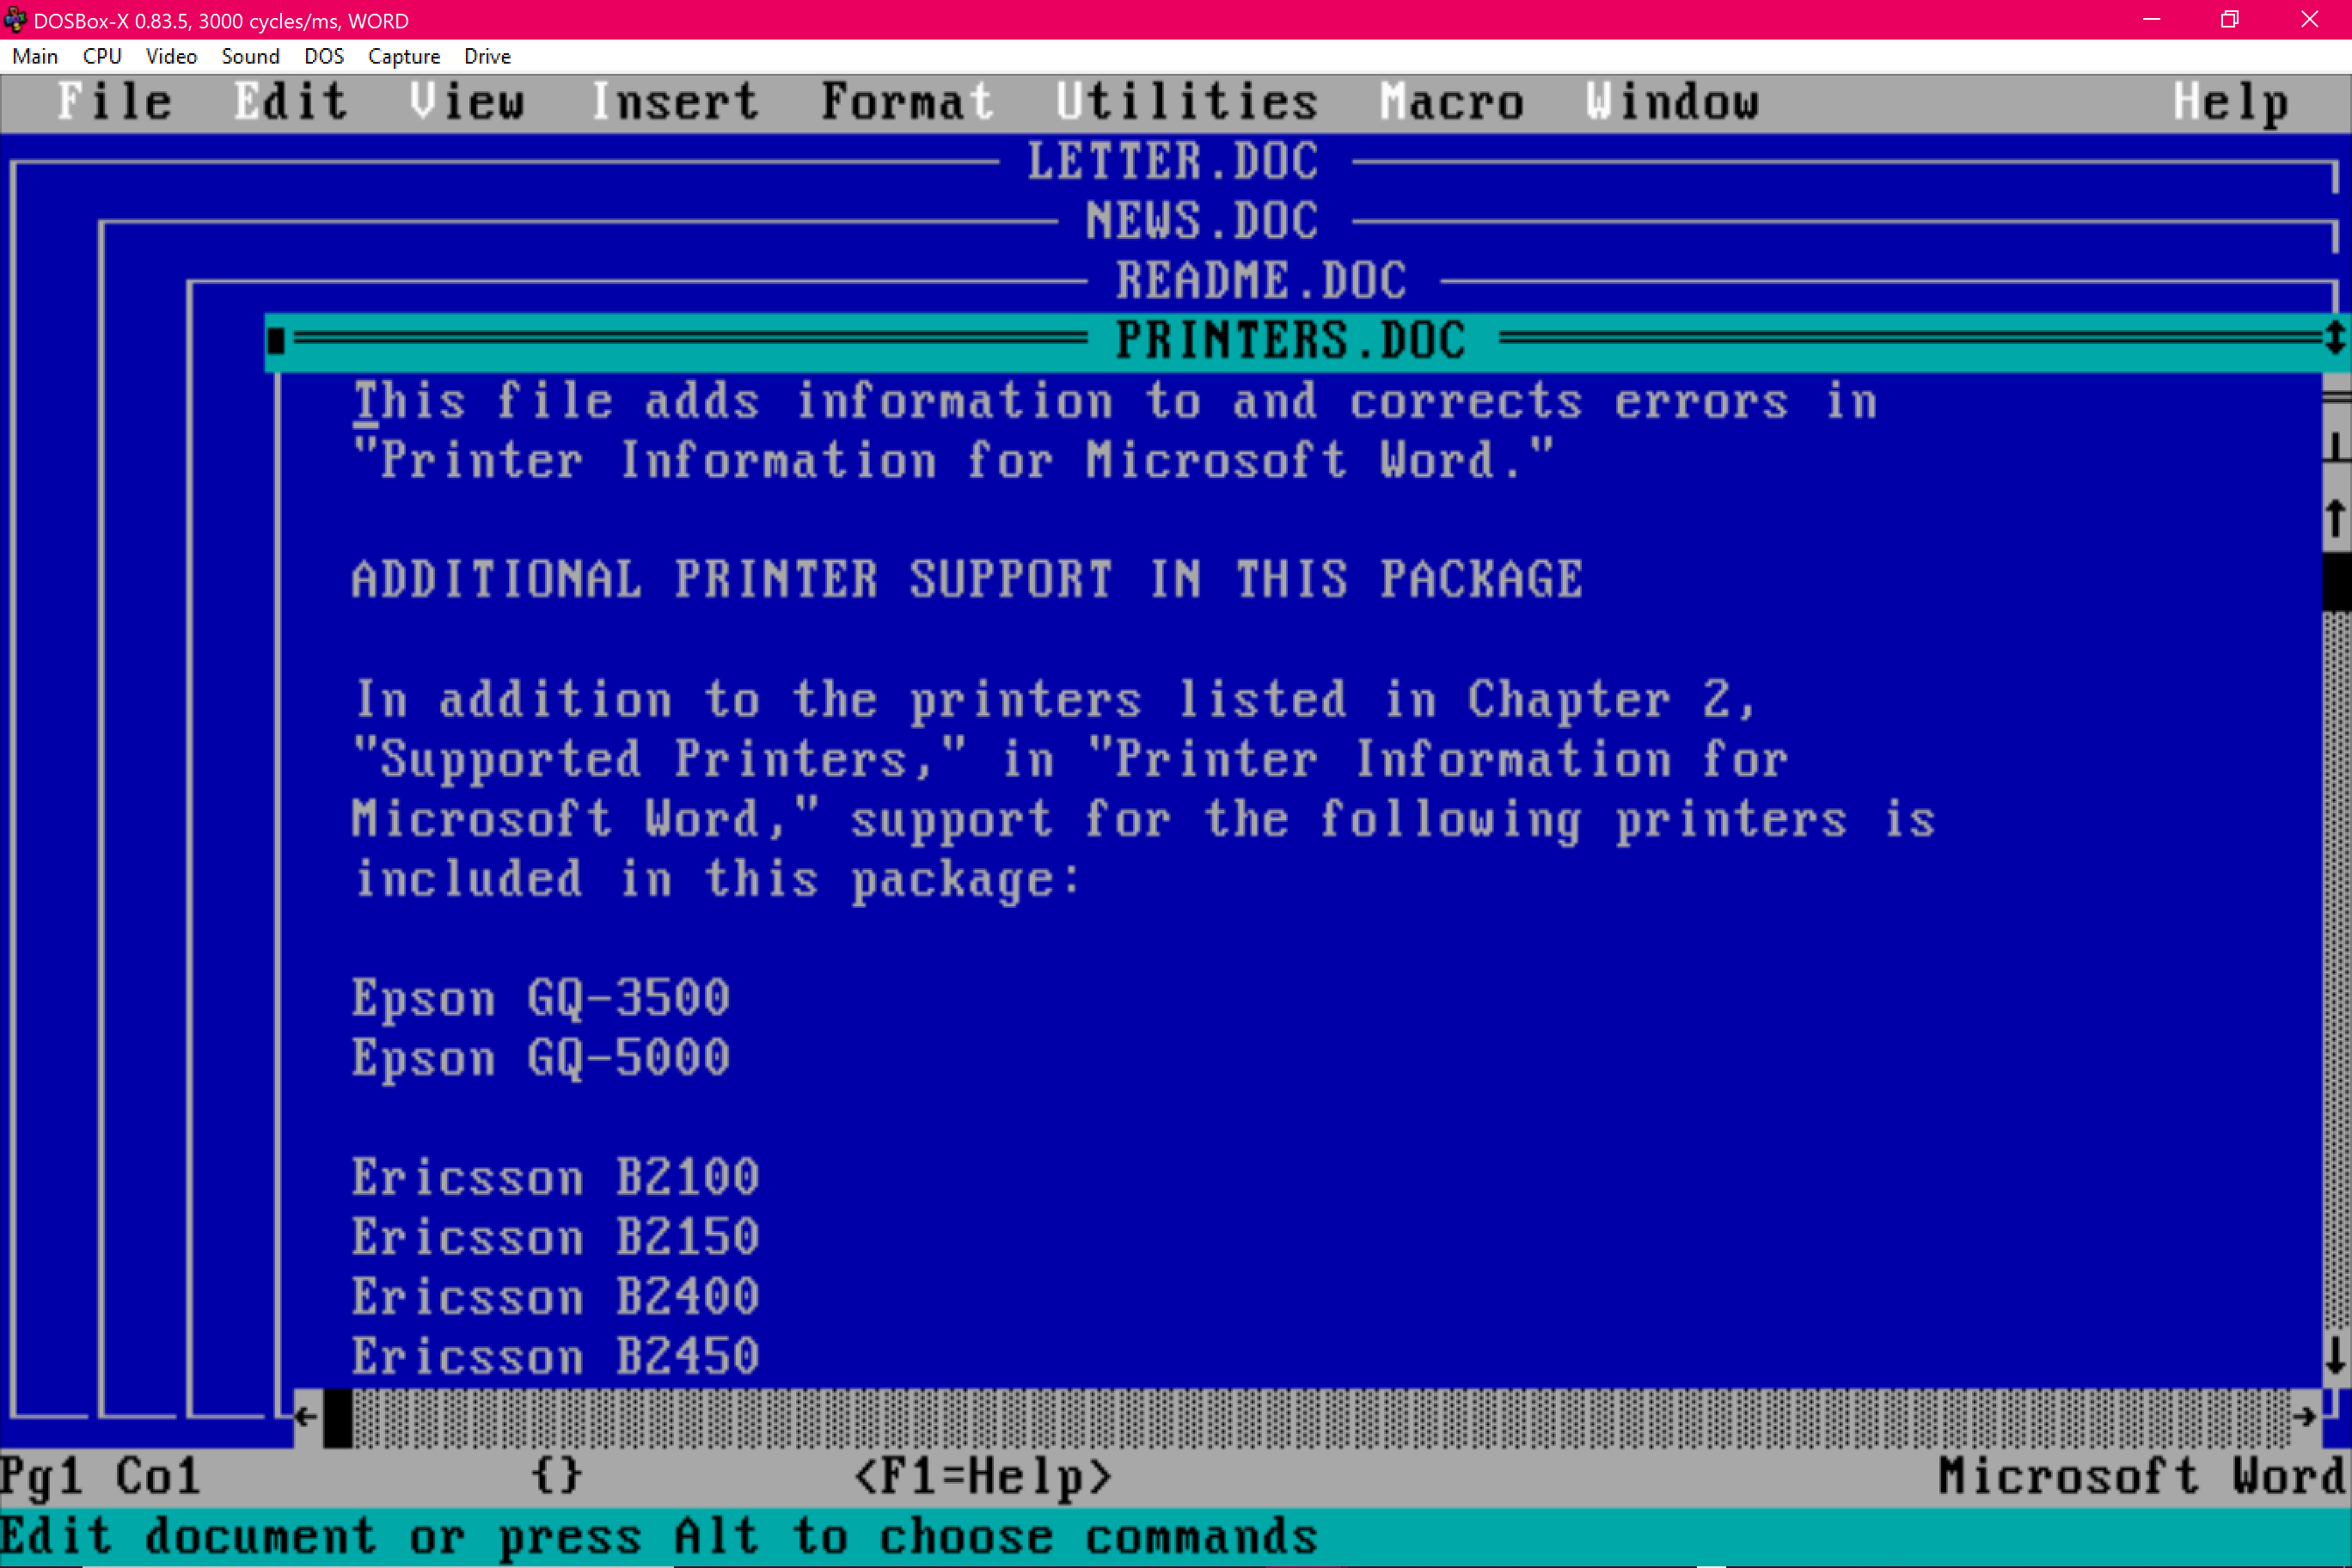 DOSBox-X 0.83.5, 3000 cycles/ms, WORD
Main CPU Video Sound DOS Capture Drive
File Edit View Insert Format Utilities Macro Window Help
LETTER.DOC
NEWS.DOC
README.DOC
PRINTERS.DOC
This file adds information to and corrects errors in
"Printer Information for Microsoft Word."
ADDITIONAL PRINTER SUPPORT IN THIS PACKAGE
In addition to the printers listed in Chapter 2,
"Supported Printers," in "Printer Information for
Microsoft Word," support for the following printers is
included in this package:
Epson GQ-3500
Epson GQ-5000
Ericsson B2100
Ericsson B2150
Ericsson B2400
Ericsson B2450
Pg1 Co1 {} <F1=Help> Microsoft Word
Edit document or press Alt to choose commands